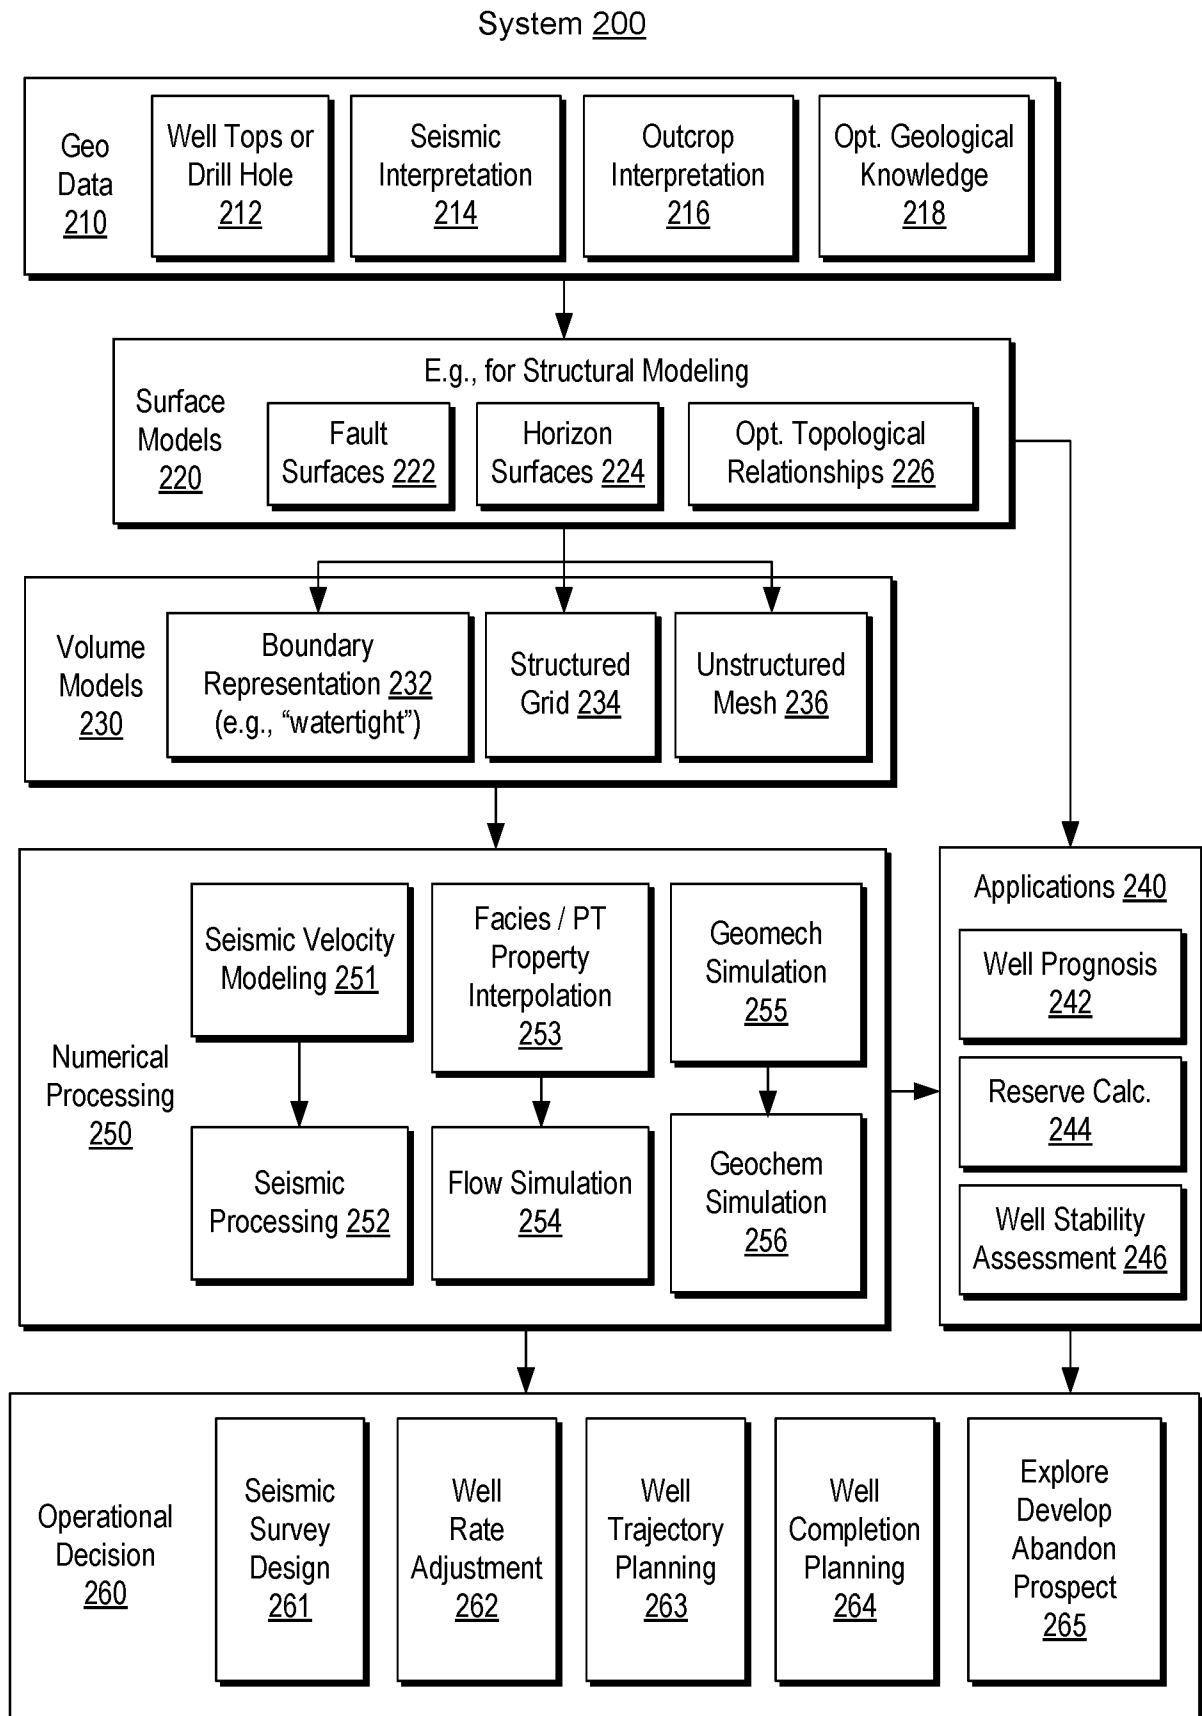 System 200
Geo
Data
210
Well Tops or
Drill Hole
212
Seismic
Interpretation
214
Outcrop
Interpretation
216
Opt. Geological
Knowledge
218
E.g., for Structural Modeling
Surface
Models
220
Fault
Surfaces 222
Horizon
Surfaces 224
Opt. Topological
Relationships 226
Volume
Models
230
Boundary
Representation 232
(e.g., “watertight”)
Structured
Grid 234
Unstructured
Mesh 236
Numerical
Processing
250
Seismic Velocity
Modeling 251
Facies / PT
Property
Interpolation
253
Geomech
Simulation
255
Seismic
Processing 252
Flow Simulation
254
Geochem
Simulation
256
Applications 240
Well Prognosis
242
Reserve Calc.
244
Well Stability
Assessment 246
Operational
Decision
260
Seismic
Survey
Design
261
Well
Rate
Adjustment
262
Well
Trajectory
Planning
263
Well
Completion
Planning
264
Explore
Develop
Abandon
Prospect
265